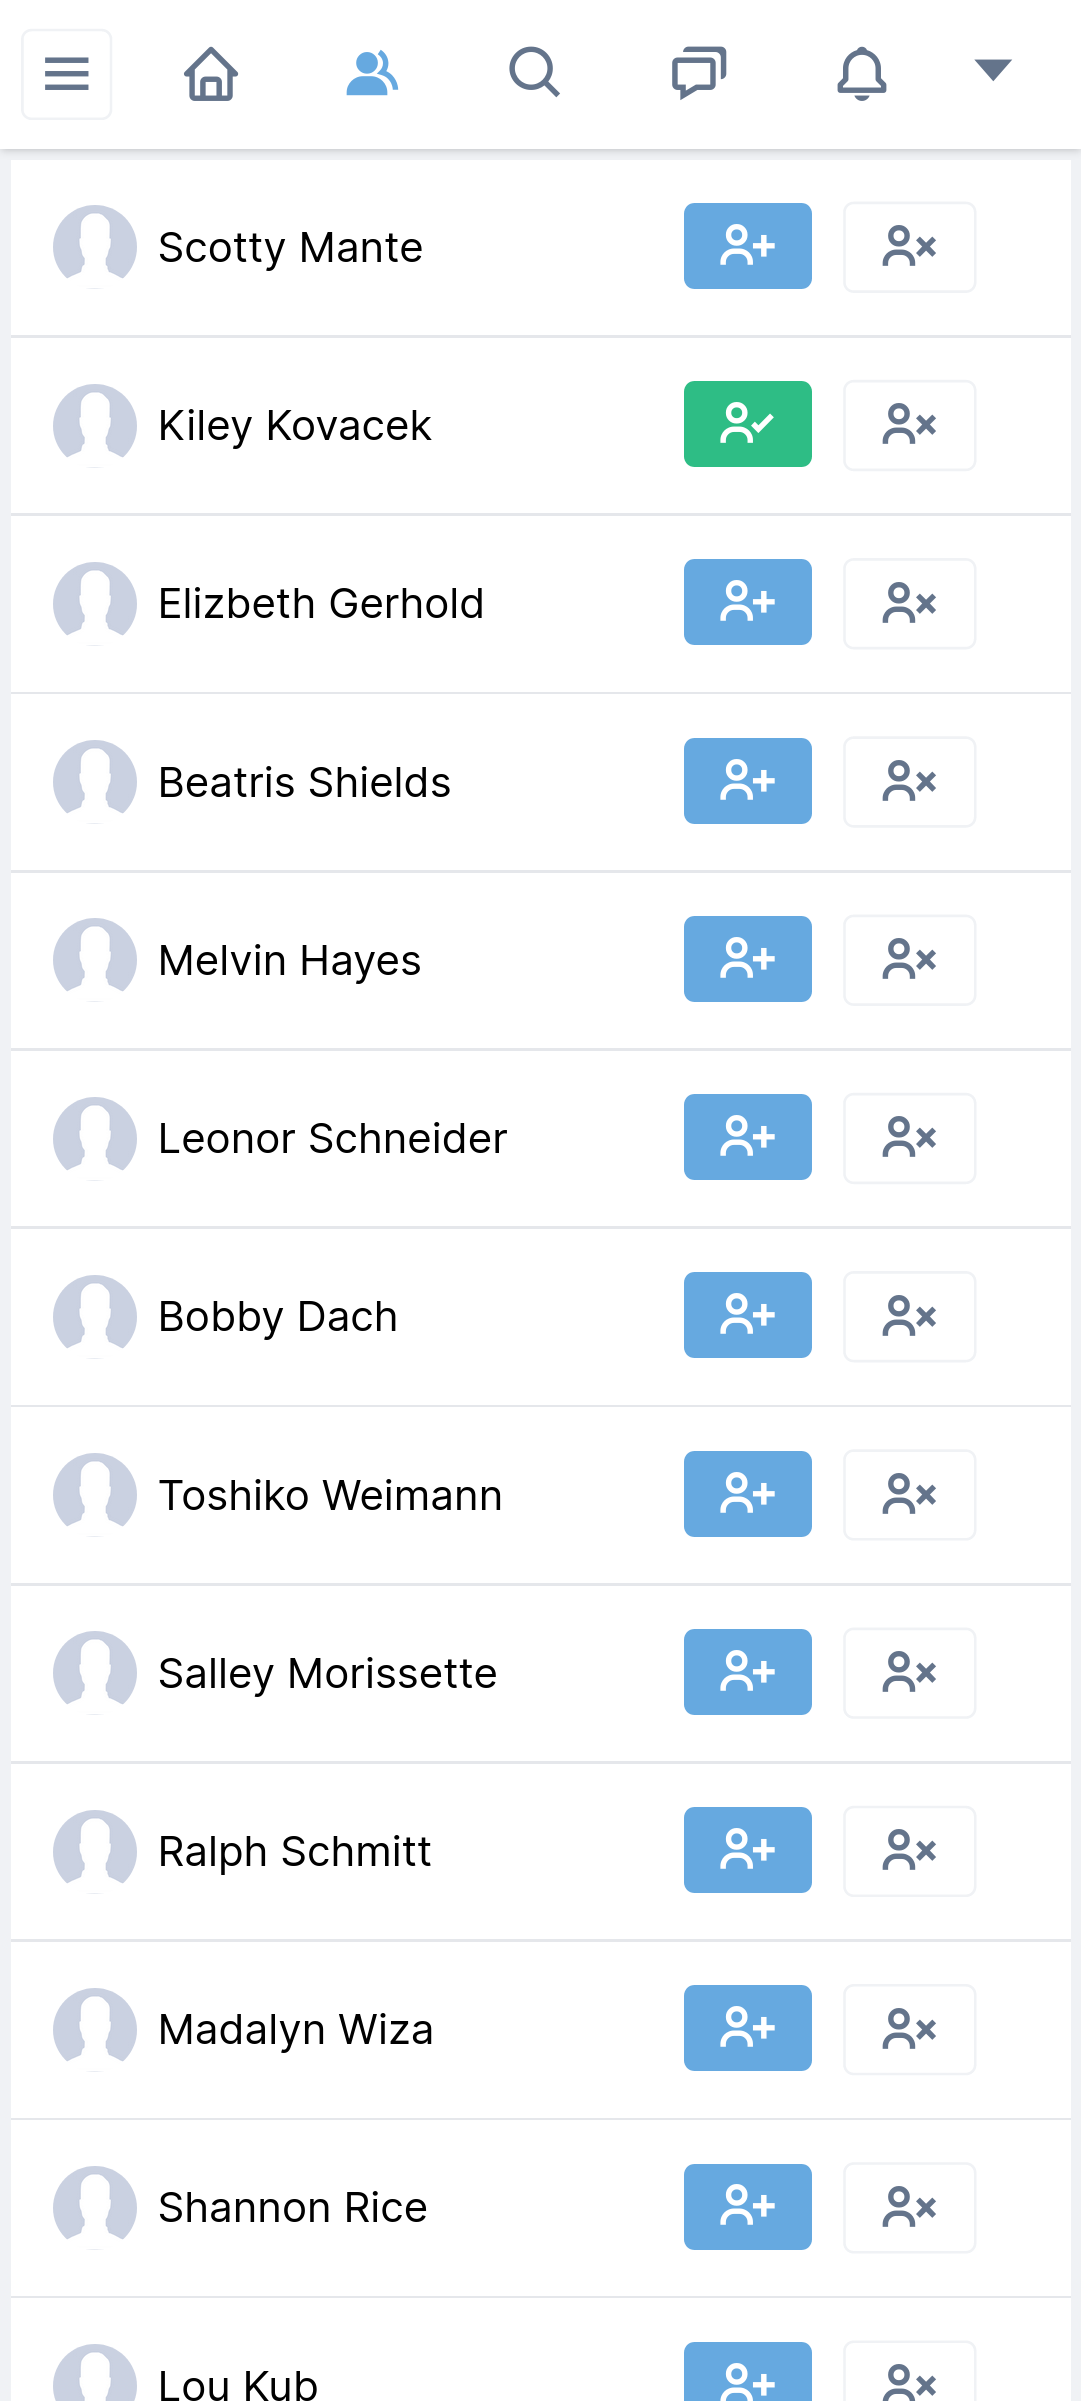 Scotty Mante
Kiley Kovacek
Elizbeth Gerhold
Beatris Shields
Melvin Hayes
Leonor Schneider
Bobby Dach
Toshiko Weimann
Salley Morissette
Ralph Schmitt
Madalyn Wiza
Shannon Rice
Lou Kub